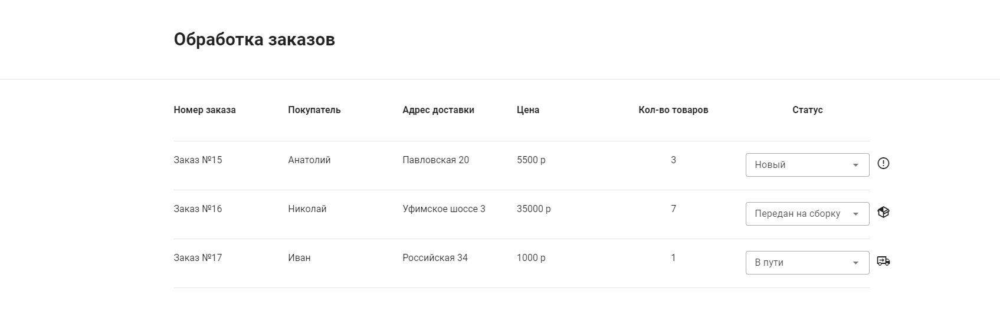 Обработка заказов
Номер заказа Покупатель Адрес доставки Цена Кол-во товаров Статус
Заказ №15 Анатолий Павловская 20 5500 р 3 Новый
Заказ №16 Николай Уфимское шоссе 3 35000 р 7 Передан на сборку
Заказ №17 Иван Российская 34 1000 р 1 В пути